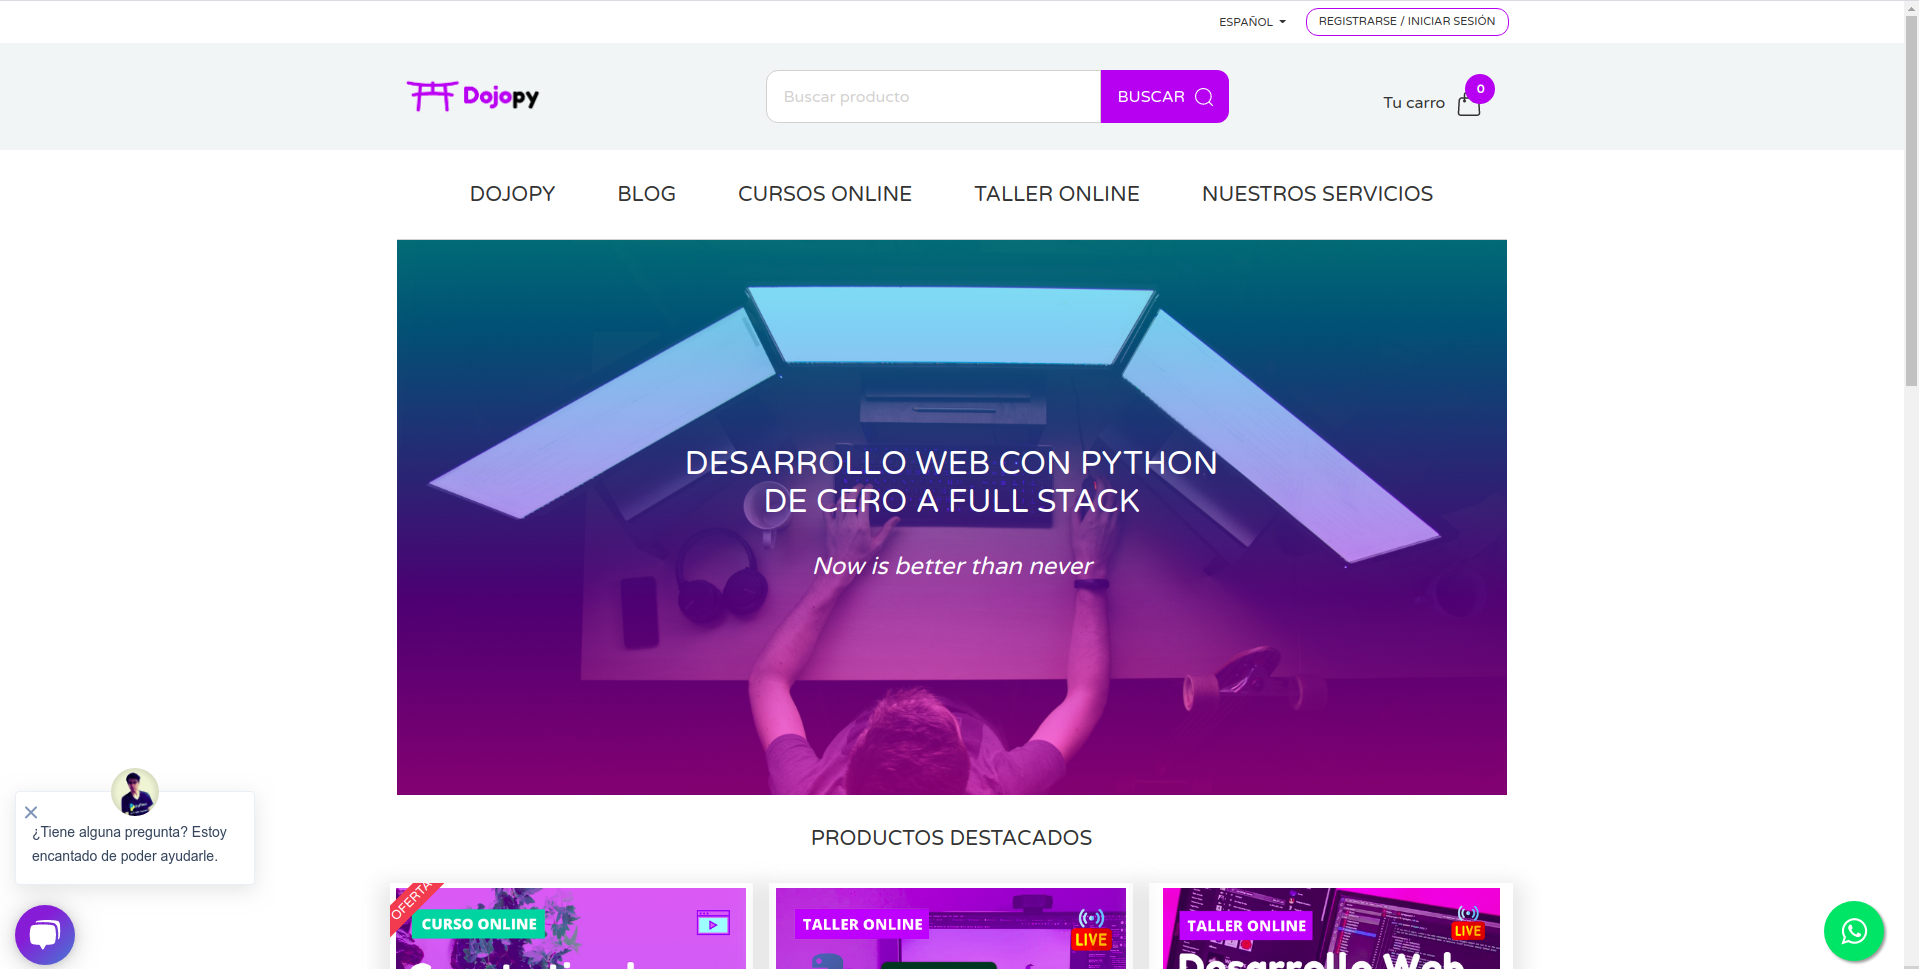 ESPAÑOL
REGISTRARSE / INICIAR SESIÓN
Dojopy
Buscar producto
BUSCAR
Tu carro
0
DOJOPY
BLOG
CURSOS ONLINE
TALLER ONLINE
NUESTROS SERVICIOS
DESARROLLO WEB CON PYTHON
DE CERO A FULL STACK
Now is better than never
¿Tiene alguna pregunta? Estoy
encantado de poder ayudarle.
PRODUCTOS DESTACADOS
OFERTA
CURSO ONLINE
TALLER ONLINE
LIVE
TALLER ONLINE
LIVE
Desarrollo Web